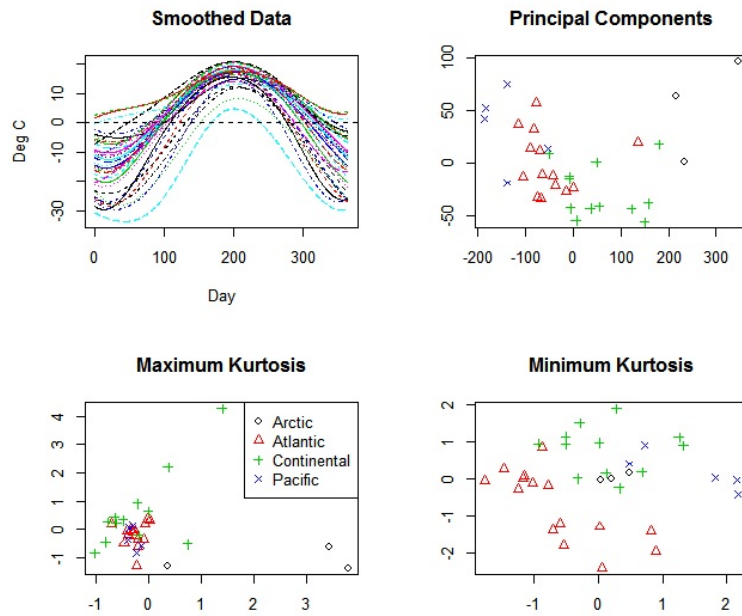 Smoothed Data
Deg C
10
0
-10
-30
0 100 200 300
Day
Principal Components
100
50
0
-50
-200 -100 0 100 200 300
Maximum Kurtosis
4
3
2
1
0
-1
-1 0 1 2 3
Arctic
Atlantic
Continental
Pacific
Minimum Kurtosis
2
1
0
-1
-2
-1 0 1 2